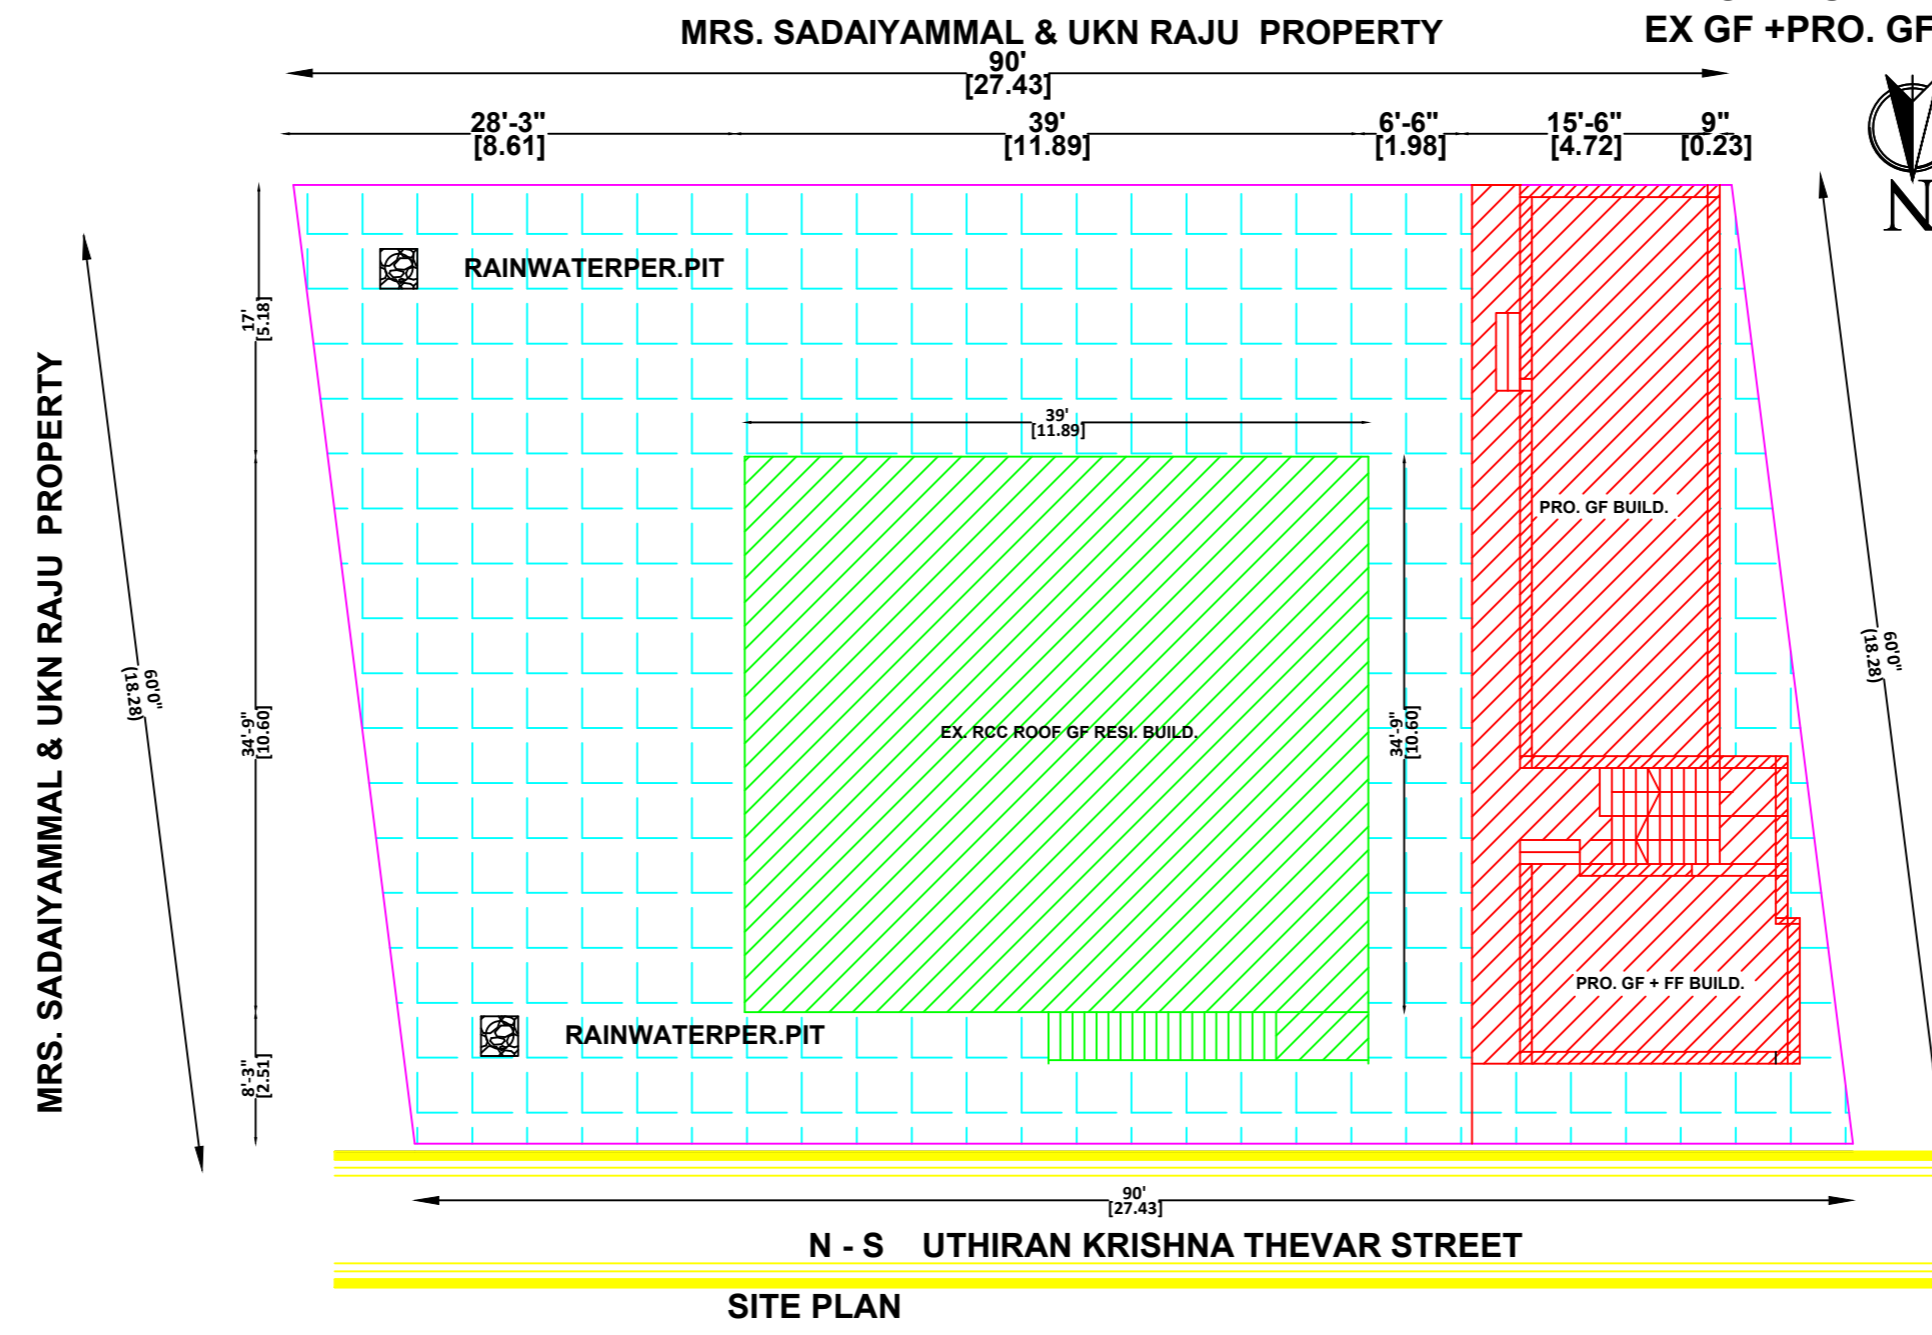 EX GF +PRO. GF
MRS. SADAIYAMMAL & UKN RAJU PROPERTY
90'
[27.43]
28'-3"
[8.61]
39'
[11.89]
6'-6"
[1.98]
15'-6"
[4.72]
9"
[0.23]
N
RAINWATERPER.PIT
17'
[5.18]
39'
[11.89]
MRS. SADAIYAMMAL & UKN RAJU PROPERTY
60'0"
(18.28)
PRO. GF BUILD.
60'0"
(18.28)
34'-9"
[10.60]
EX. RCC ROOF GF RESI. BUILD.
34'-9"
[10.60]
PRO. GF + FF BUILD.
RAINWATERPER.PIT
8'-3"
[2.51]
90'
[27.43]
N - S UTHIRAN KRISHNA THEVAR STREET
SITE PLAN